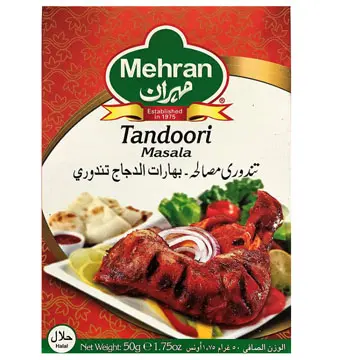 Mehran
مہران
®
Established
in 1975
Tandoori
Masala
تندوری مصالحہ - بهارات الدجاج تندوري
حلال
Halal
Net Weight: 50g ℮ 1.75oz الوزن الصافي ٥٠ غرام ١،٧٥ أونس